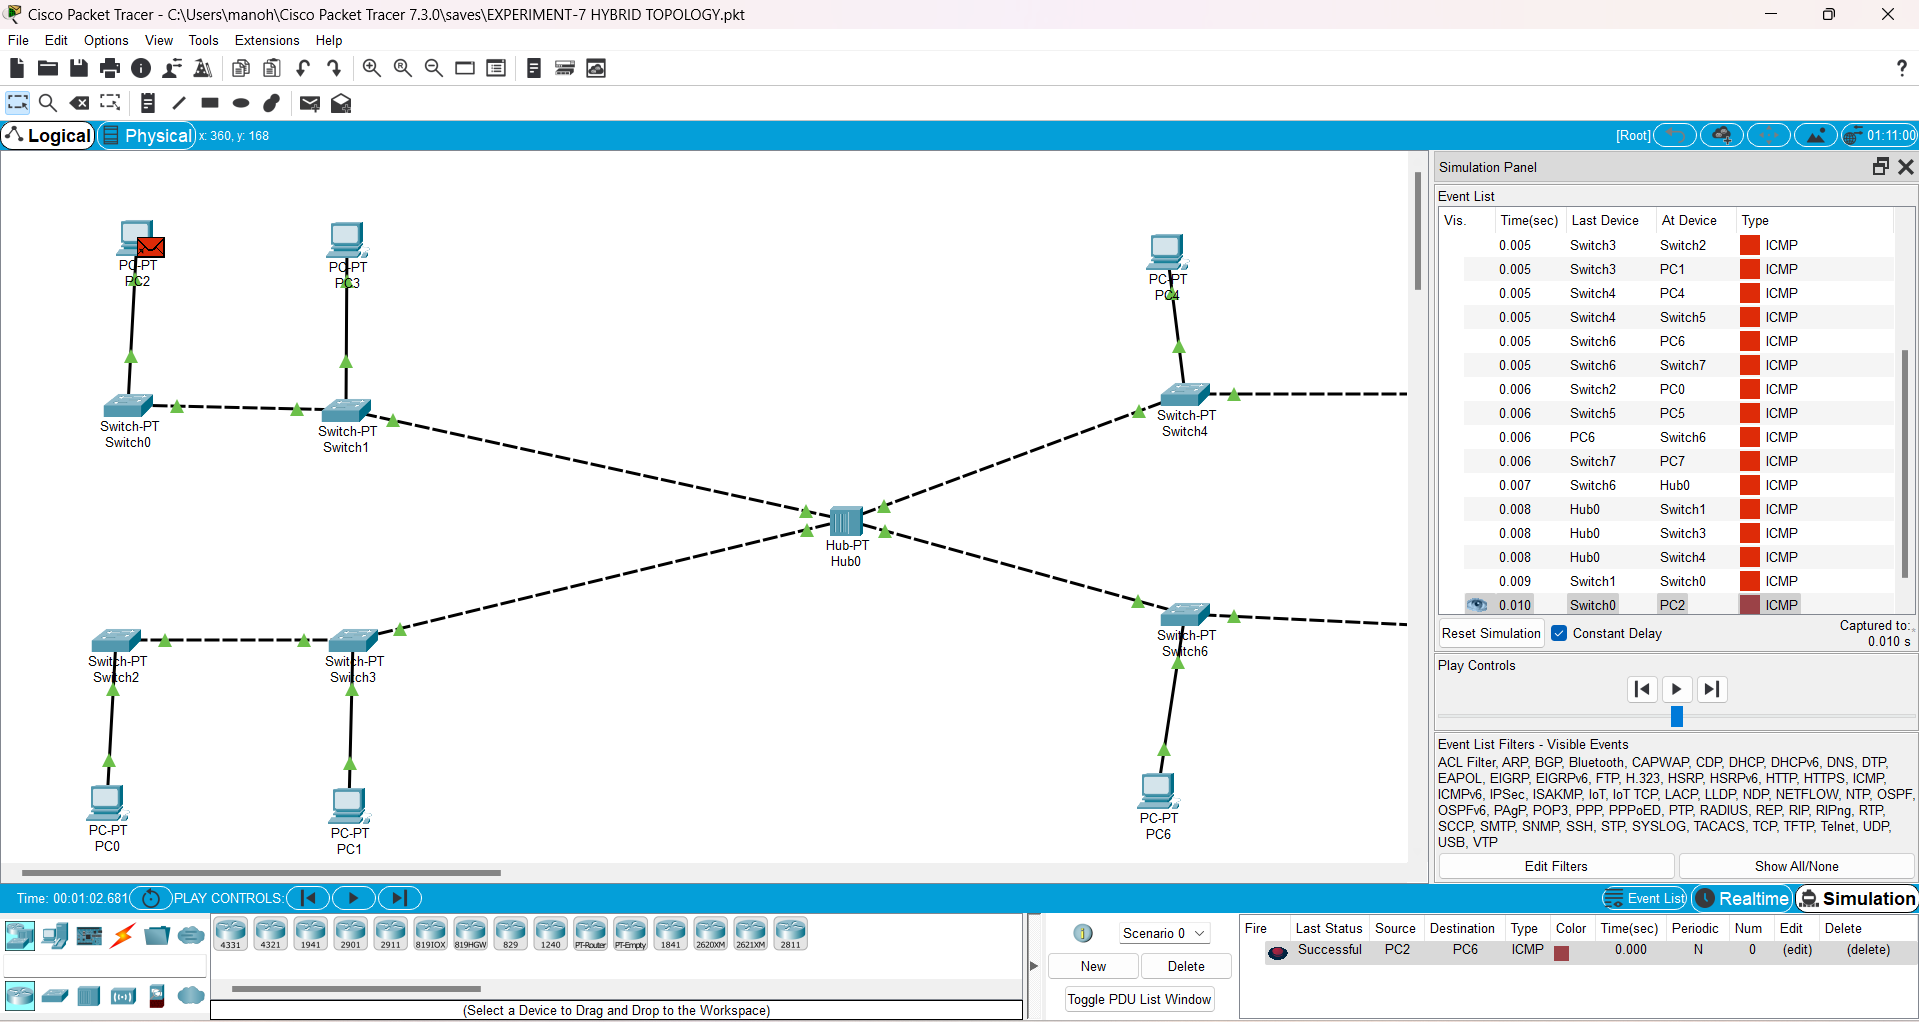 Cisco Packet Tracer - C:\Users\manoh\Cisco Packet Tracer 7.3.0\saves\EXPERIMENT-7 HYBRID TOPOLOGY.pkt
File Edit Options View Tools Extensions Help
?
Logical Physical x: 360, y: 168 [Root] 01:11:00
PC-PT
PC2
PC-PT
PC3
PC-PT
PC4
Switch-PT
Switch0
Switch-PT
Switch1
Switch-PT
Switch4
Hub-PT
Hub0
Switch-PT
Switch2
Switch-PT
Switch3
Switch-PT
Switch6
PC-PT
PC0
PC-PT
PC1
PC-PT
PC6
Simulation Panel
Event List
Vis. Time(sec) Last Device At Device Type
0.005 Switch3 Switch2 ICMP
0.005 Switch3 PC1 ICMP
0.005 Switch4 PC4 ICMP
0.005 Switch4 Switch5 ICMP
0.005 Switch6 PC6 ICMP
0.005 Switch6 Switch7 ICMP
0.006 Switch2 PC0 ICMP
0.006 Switch5 PC5 ICMP
0.006 PC6 Switch6 ICMP
0.006 Switch7 PC7 ICMP
0.007 Switch6 Hub0 ICMP
0.008 Hub0 Switch1 ICMP
0.008 Hub0 Switch3 ICMP
0.008 Hub0 Switch4 ICMP
0.009 Switch1 Switch0 ICMP
0.010 Switch0 PC2 ICMP
Reset Simulation Constant Delay Captured to:
0.010 s
Play Controls
Event List Filters - Visible Events
ACL Filter, ARP, BGP, Bluetooth, CAPWAP, CDP, DHCP, DHCPv6, DNS, DTP,
EAPOL, EIGRP, EIGRPv6, FTP, H.323, HSRP, HSRPv6, HTTP, HTTPS, ICMP,
ICMPv6, IPSec, ISAKMP, IoT, IoT TCP, LACP, LLDP, NDP, NETFLOW, NTP, OSPF,
OSPFv6, PAgP, POP3, PPP, PPPoED, PTP, RADIUS, REP, RIP, RIPng, RTP,
SCCP, SMTP, SNMP, SSH, STP, SYSLOG, TACACS, TCP, TFTP, Telnet, UDP,
USB, VTP
Edit Filters Show All/None
Time: 00:01:02.681 PLAY CONTROLS: Event List Realtime Simulation
4331 4321 1941 2901 2911 819IOX 819HGW 829 1240 PT-Router PT-Empty 1841 2620XM 2621XM 2811
(Select a Device to Drag and Drop to the Workspace)
1 Scenario 0
New Delete
Toggle PDU List Window
Fire Last Status Source Destination Type Color Time(sec) Periodic Num Edit Delete
Successful PC2 PC6 ICMP 0.000 N 0 (edit) (delete)